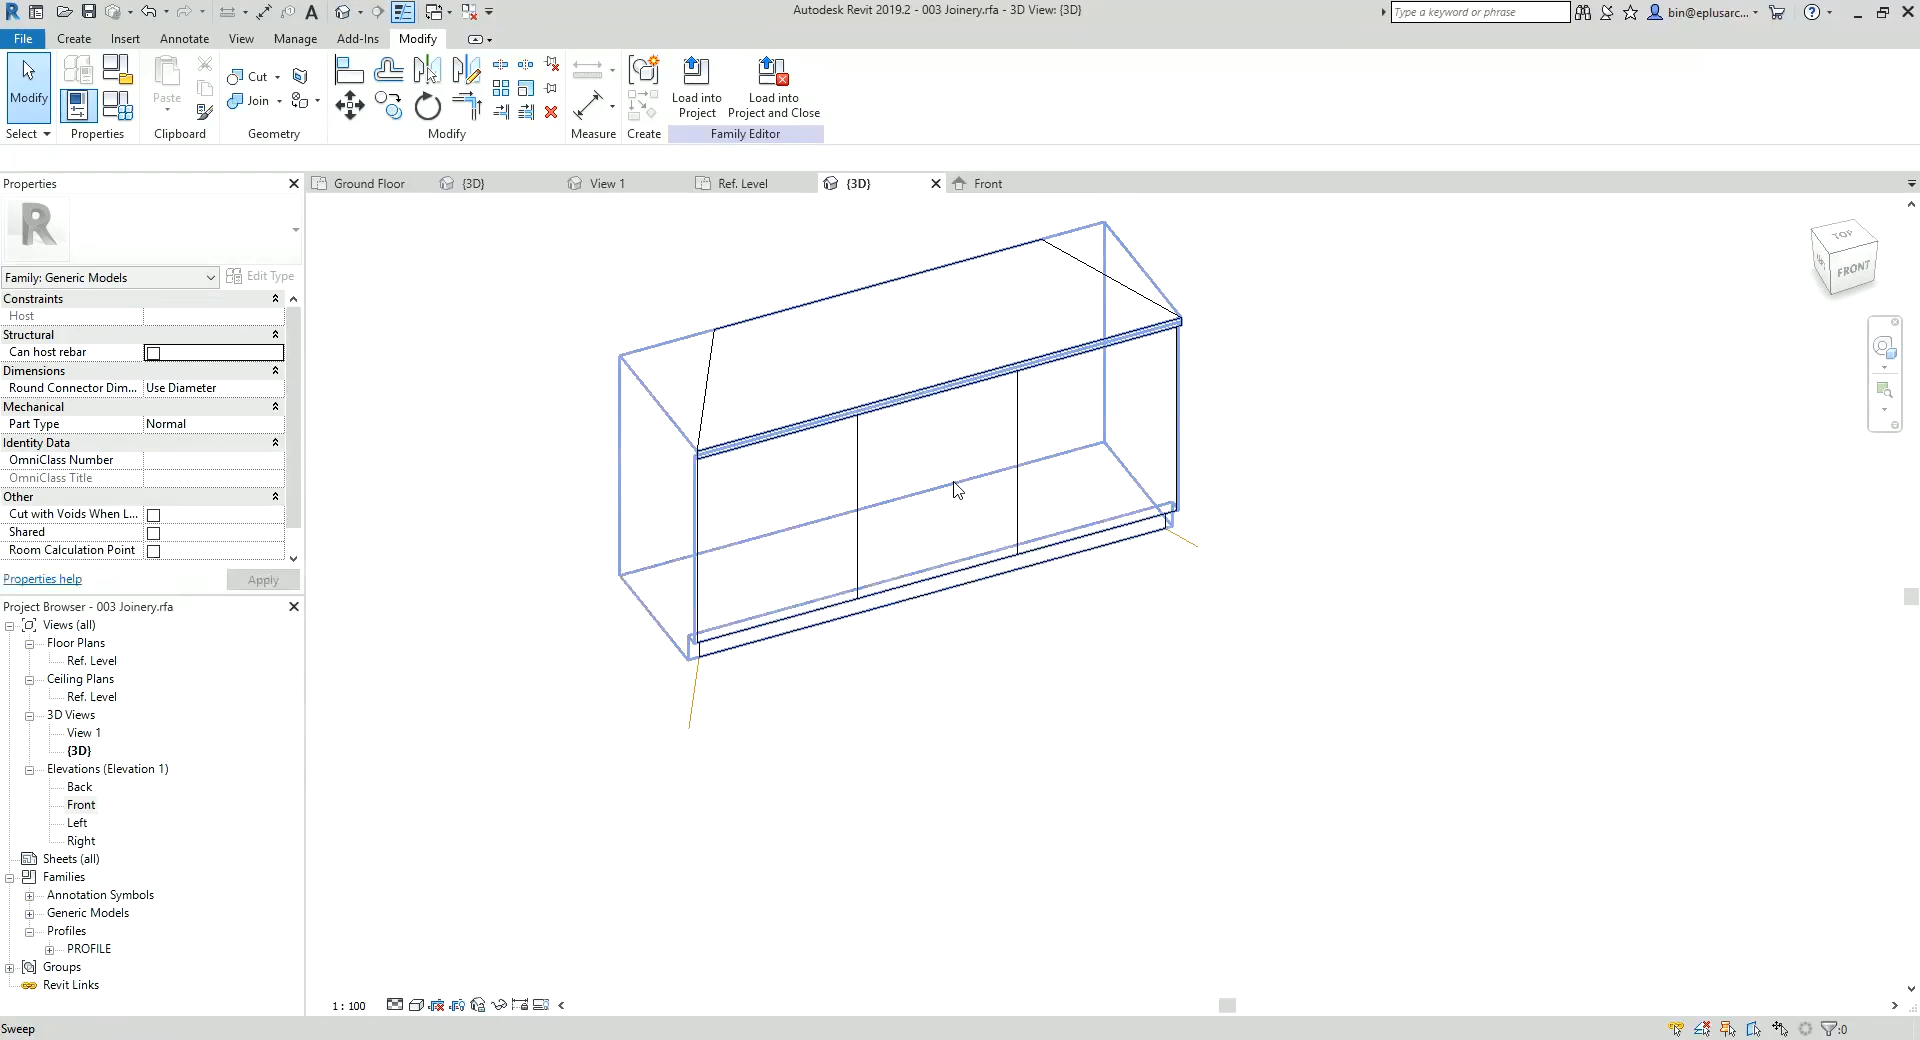 Autodesk Revit 2019.2 - 003 Joinery.rfa - 3D View: {3D}
Type a keyword or phrase
bin@eplusarc...
File
Create
Insert
Annotate
View
Manage
Add-Ins
Modify
Modify
Paste
Cut
Join
Load into
Project
Load into
Project and Close
Select
Properties
Clipboard
Geometry
Modify
Measure
Create
Family Editor
Properties
Ground Floor
{3D}
View 1
Ref. Level
{3D}
Front
Family: Generic Models
Edit Type
Constraints
Host
Structural
Can host rebar
Dimensions
Round Connector Dim...
Use Diameter
Mechanical
Part Type
Normal
Identity Data
OmniClass Number
OmniClass Title
Other
Cut with Voids When L...
Shared
Room Calculation Point
Properties help
Apply
TOP
FRONT
Project Browser - 003 Joinery.rfa
Views (all)
Floor Plans
Ref. Level
Ceiling Plans
Ref. Level
3D Views
View 1
{3D}
Elevations (Elevation 1)
Back
Front
Left
Right
Sheets (all)
Families
Annotation Symbols
Generic Models
Profiles
PROFILE
Groups
Revit Links
1 : 100
Sweep
:0